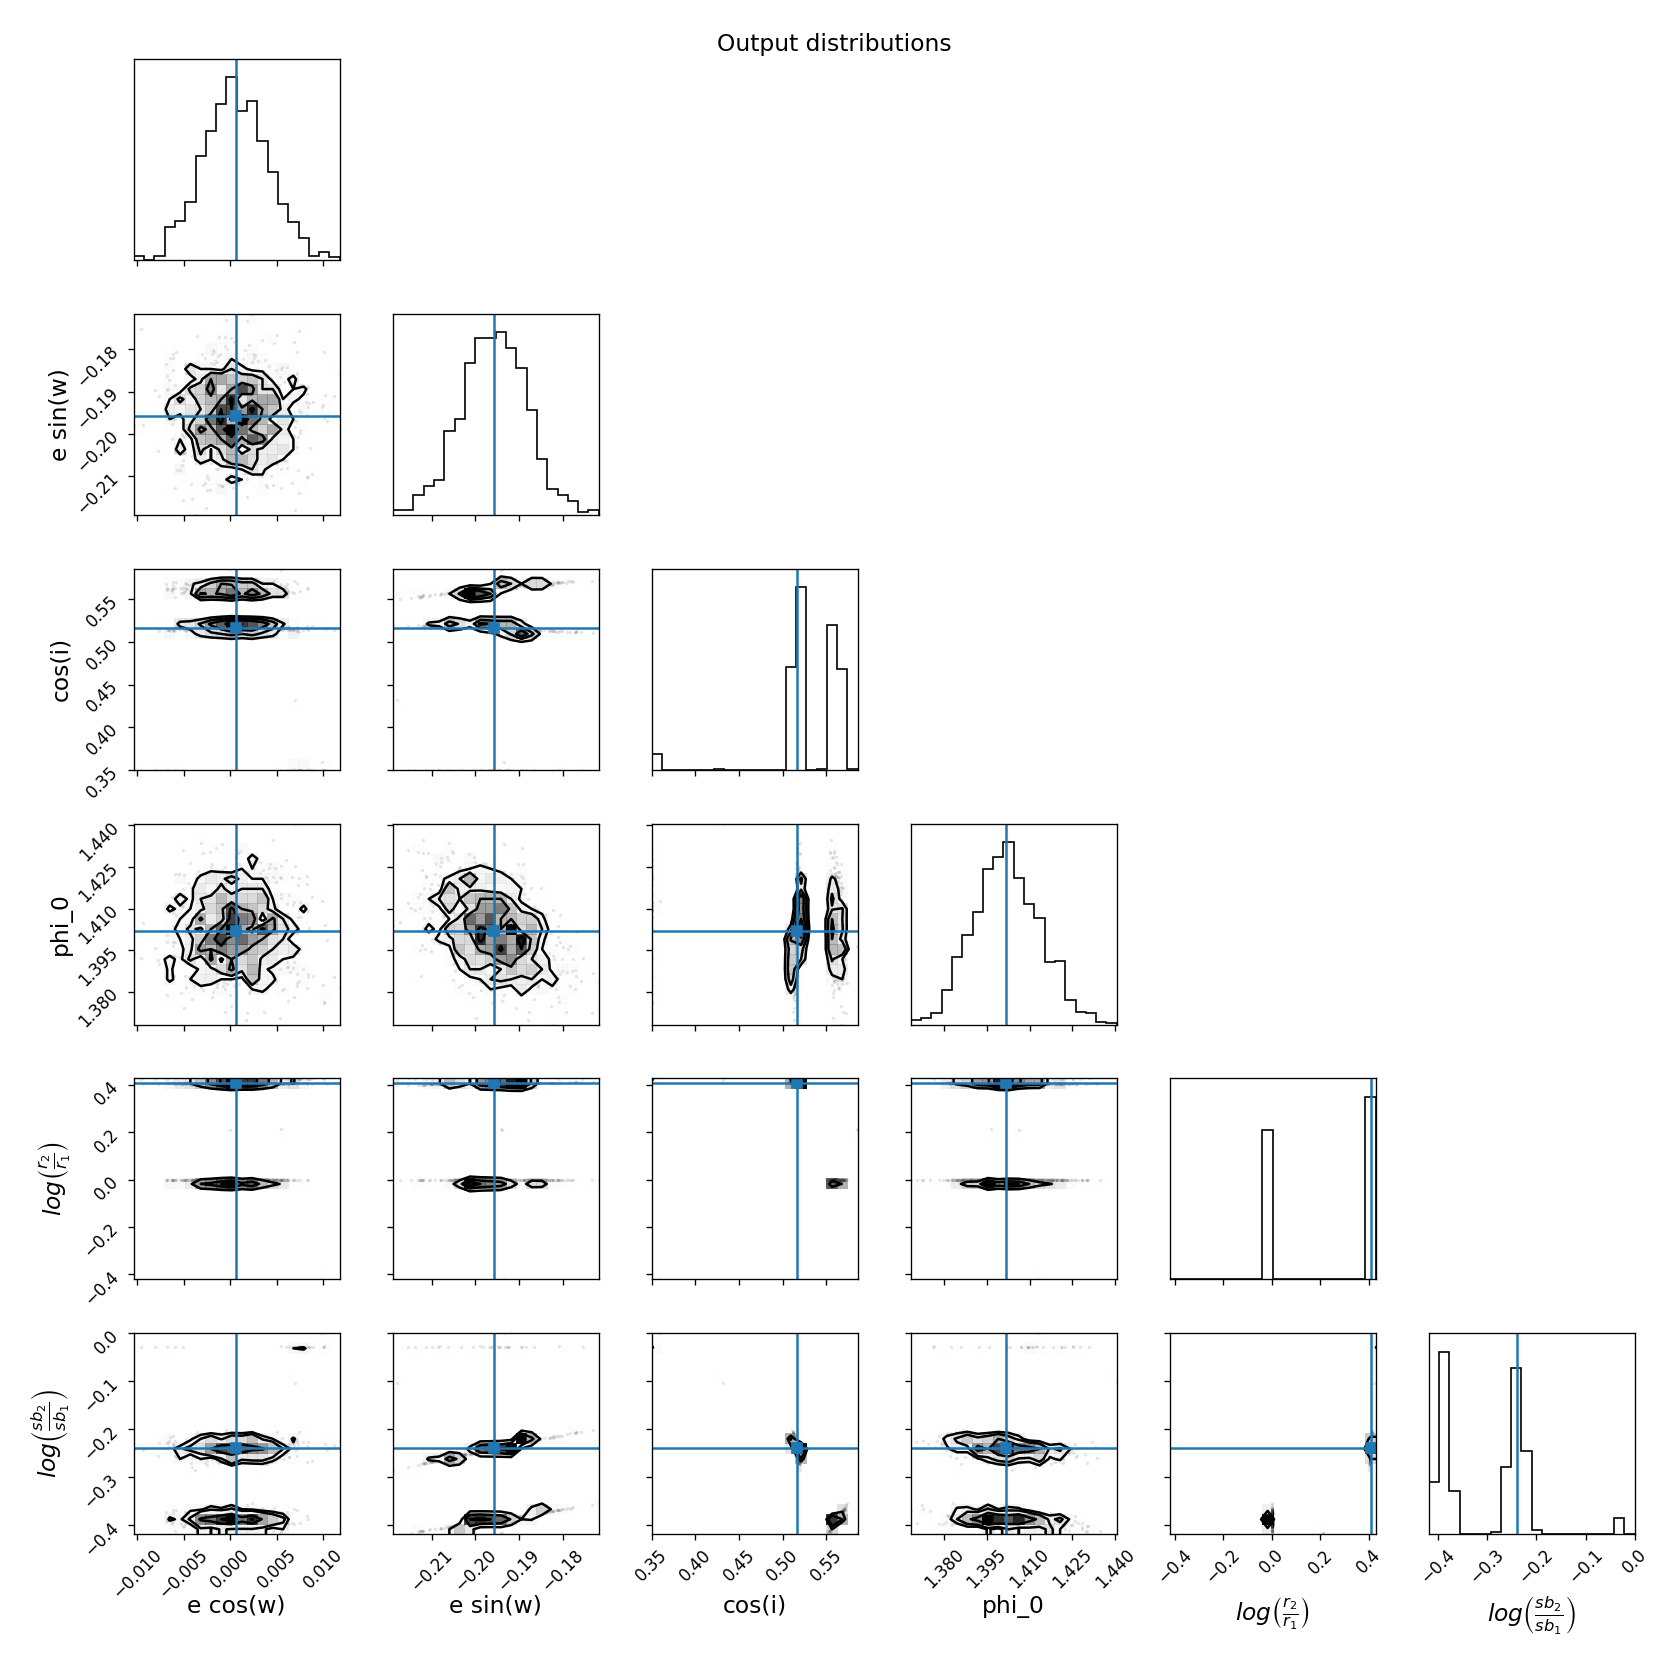 Output distributions
e sin(w)
−0.18
−0.19
−0.20
−0.21
cos(i)
0.55
0.50
0.45
0.40
0.35
phi_0
1.440
1.425
1.410
1.395
1.380
log(r₂/r₁)
0.4
0.2
0.0
−0.2
−0.4
log(sb₂/sb₁)
0.0
−0.1
−0.2
−0.3
−0.4
−0.010 −0.005 0.000 0.005 0.010
e cos(w)
−0.21 −0.20 −0.19 −0.18
e sin(w)
0.35 0.40 0.45 0.50 0.55
cos(i)
1.380 1.395 1.410 1.425 1.440
phi_0
−0.4 −0.2 0.0 0.2 0.4
log(r₂/r₁)
−0.4 −0.3 −0.2 −0.1 0.0
log(sb₂/sb₁)